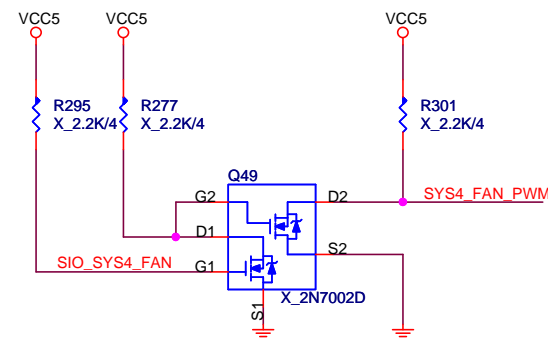 VCC5 VCC5 VCC5
R295 R277 R301
X_2.2K/4 X_2.2K/4 X_2.2K/4
Q49
G2 D2 SYS4_FAN_PWM
D1
SIO_SYS4_FAN G1 S2
S1 X_2N7002D